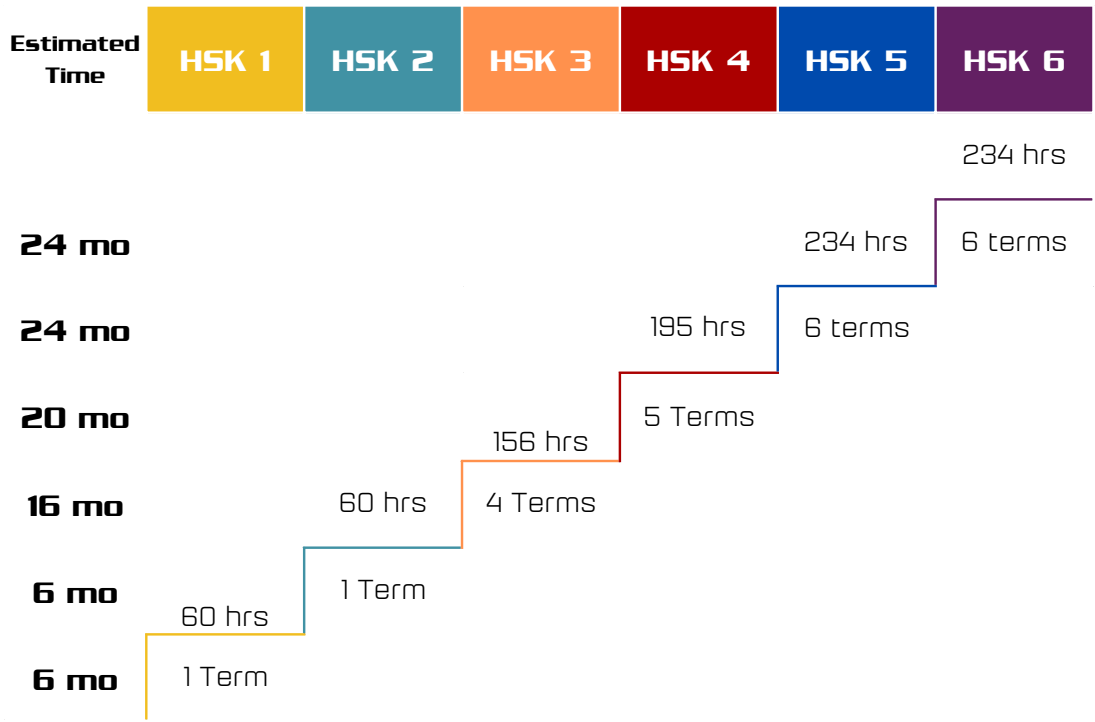 Estimated
Time
HSK 1
HSK 2
HSK 3
HSK 4
HSK 5
HSK 6
234 hrs
24 mo
234 hrs
6 terms
24 mo
195 hrs
6 terms
20 mo
156 hrs
5 Terms
16 mo
60 hrs
4 Terms
6 mo
60 hrs
1 Term
6 mo
1 Term